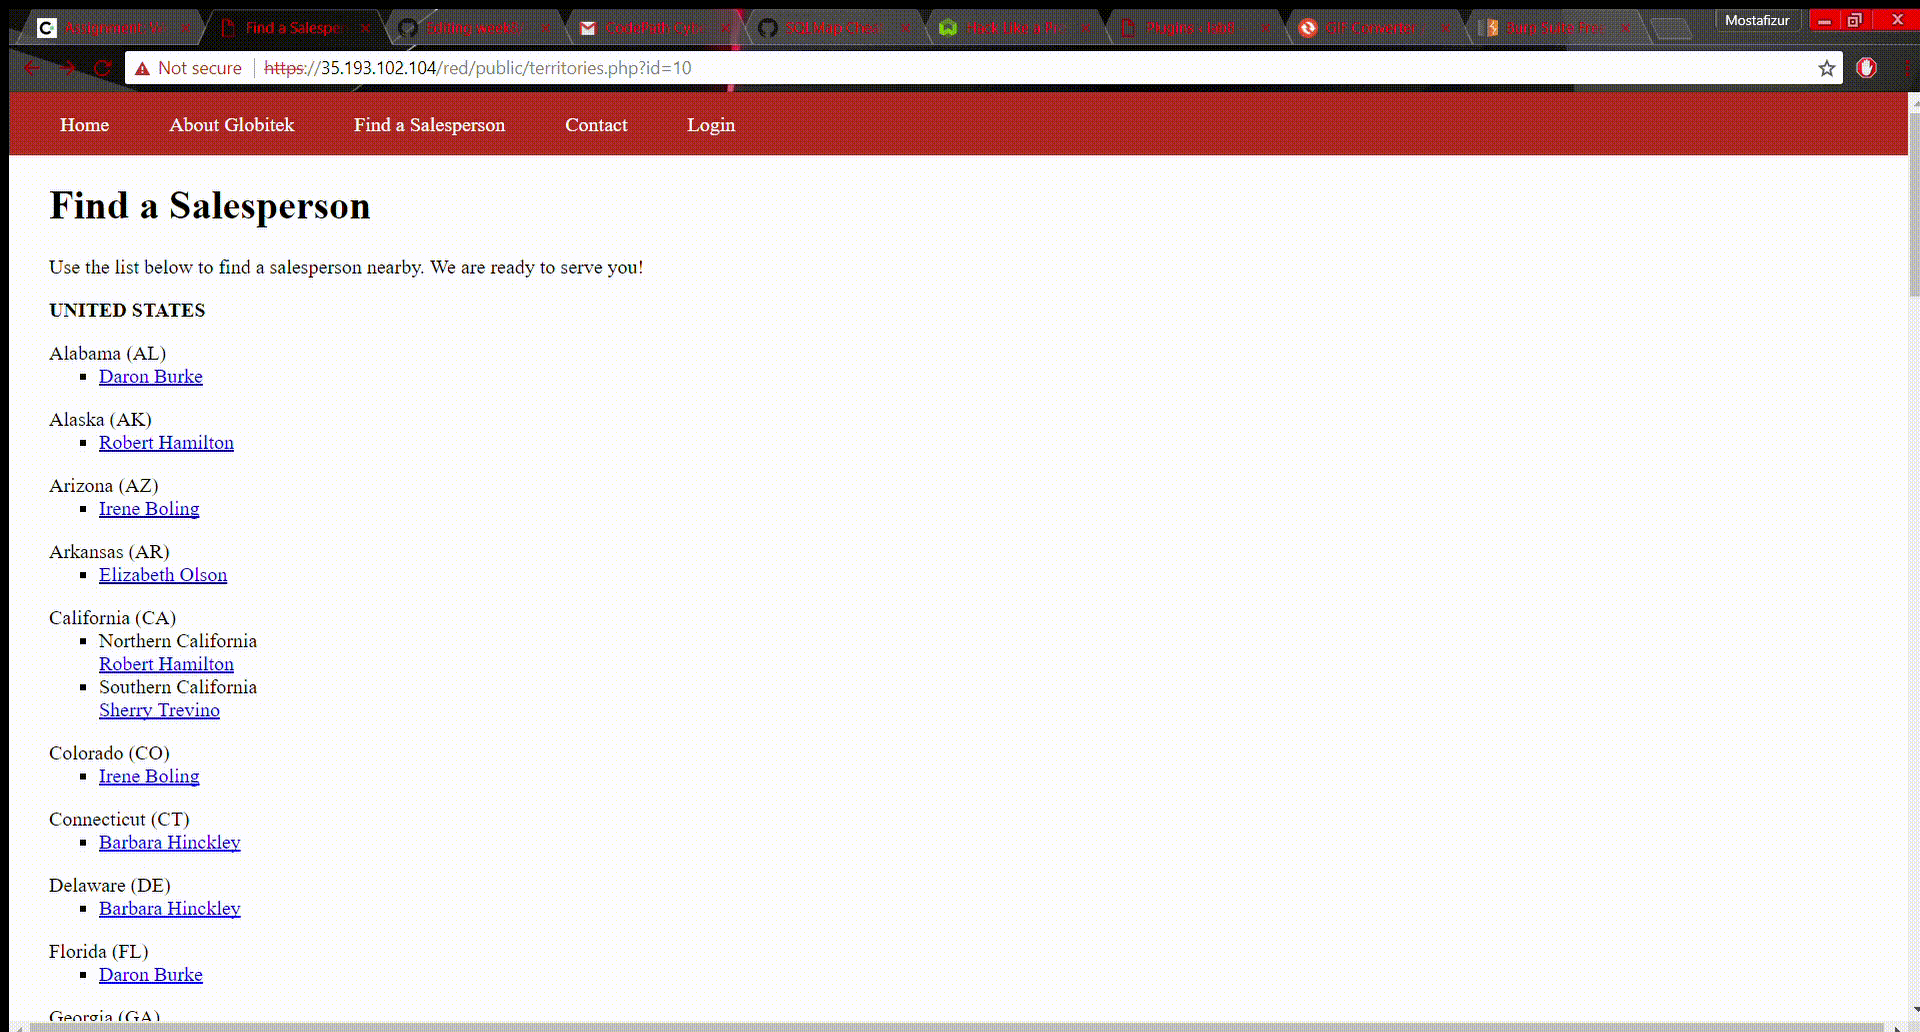 Assignment: W
Find a Salesper
Editing week8
CodePath Cyb
SQLMap Chea
Hack Like a Pr
Plugins ‹ lab8
GIF Converter
Burp Suite Free
Mostafizur
Not secure https://35.193.102.104/red/public/territories.php?id=10
Home About Globitek Find a Salesperson Contact Login
Find a Salesperson
Use the list below to find a salesperson nearby. We are ready to serve you!
UNITED STATES
Alabama (AL)
Daron Burke
Alaska (AK)
Robert Hamilton
Arizona (AZ)
Irene Boling
Arkansas (AR)
Elizabeth Olson
California (CA)
Northern California
Robert Hamilton
Southern California
Sherry Trevino
Colorado (CO)
Irene Boling
Connecticut (CT)
Barbara Hinckley
Delaware (DE)
Barbara Hinckley
Florida (FL)
Daron Burke
Georgia (GA)